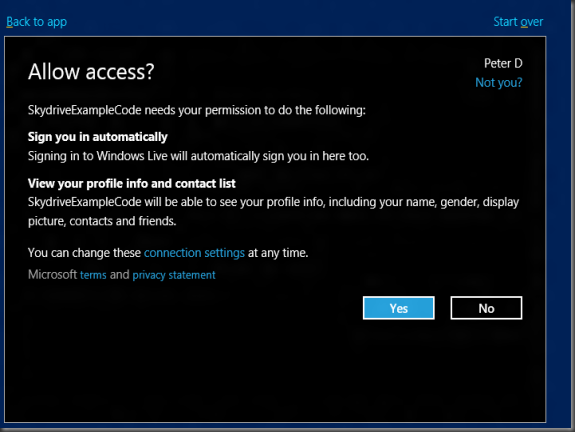 Back to app
Start over
Allow access?
Peter D
Not you?
SkydriveExampleCode needs your permission to do the following:
Sign you in automatically
Signing in to Windows Live will automatically sign you in here too.
View your profile info and contact list
SkydriveExampleCode will be able to see your profile info, including your name, gender, display
picture, contacts and friends.
You can change these connection settings at any time.
Microsoft terms and privacy statement
Yes
No